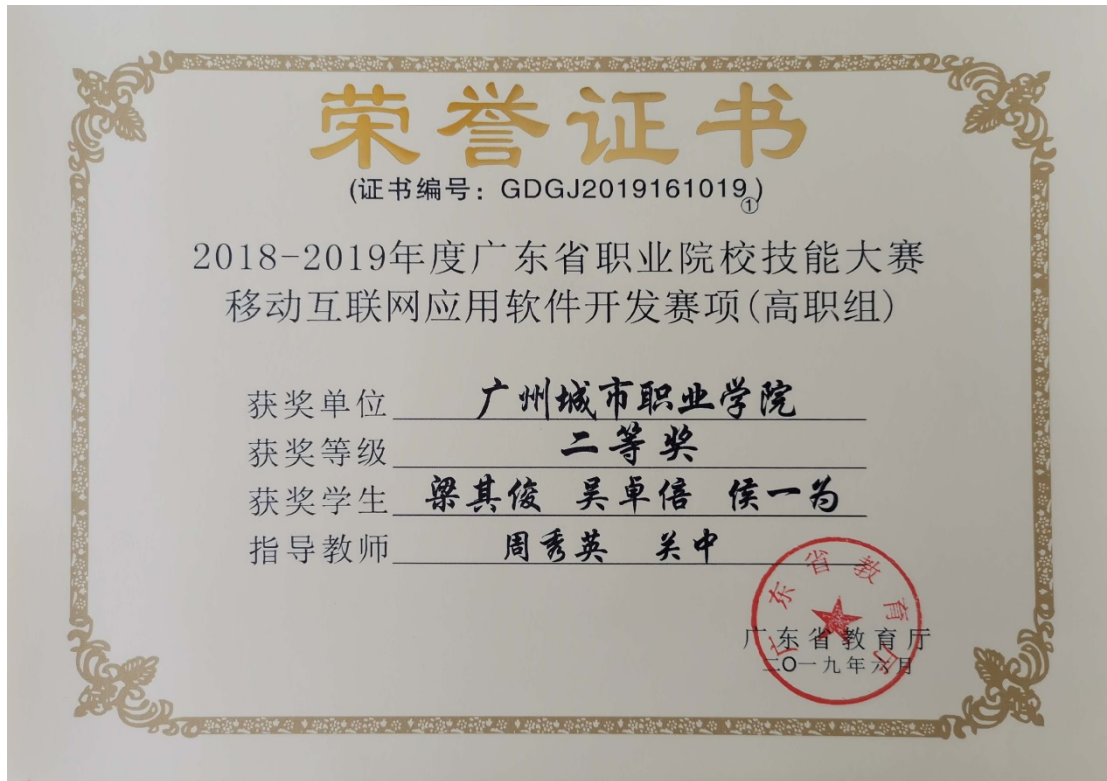 荣誉证书
(证书编号：GDGJ2019161019①)
2018-2019年度广东省职业院校技能大赛
移动互联网应用软件开发赛项(高职组)
获奖单位 广州城市职业学院
获奖等级 二等奖
获奖学生 梁其俊 吴卓倍 侯一为
指导教师 周秀英 关中
广东省教育厅
广东省教育厅
二〇一九年六月